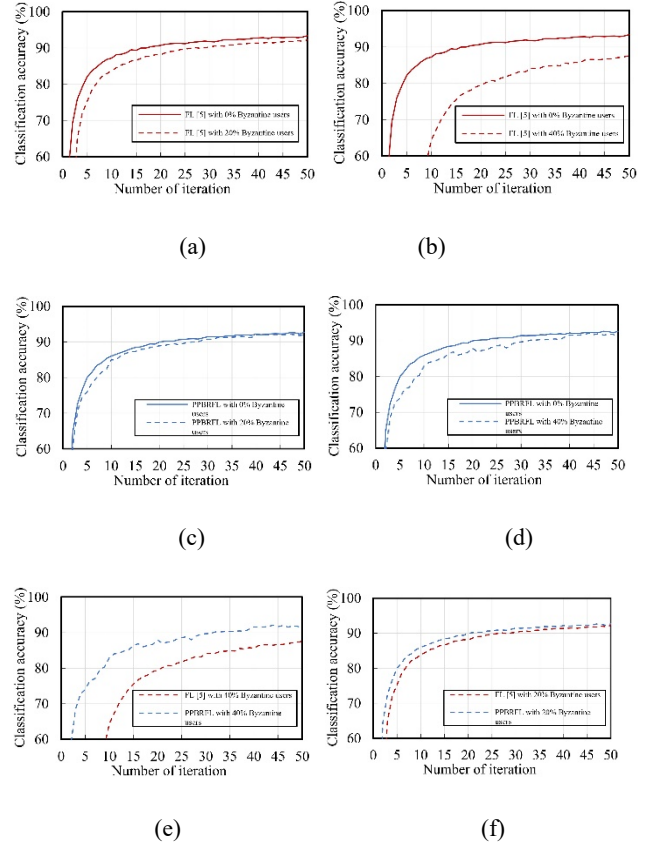 Classification accuracy (%)
100
90
80
70
60
FL [5] with 0% Byzantine users
FL [5] with 20% Byzantine users
0 5 10 15 20 25 30 35 40 45 50
Number of iteration
(a)
Classification accuracy (%)
100
90
80
70
60
FL [5] with 0% Byzantine users
FL [5] with 40% Byzantine users
0 5 10 15 20 25 30 35 40 45 50
Number of iteration
(b)
Classification accuracy (%)
100
90
80
70
60
PPBRFL with 0% Byzantine
users
PPBRFL with 20% Byzantine
users
0 5 10 15 20 25 30 35 40 45 50
Number of iteration
(c)
Classification accuracy (%)
100
90
80
70
60
PPBRFL with 0% Byzantine
users
PPBRFL with 40% Byzantine
users
0 5 10 15 20 25 30 35 40 45 50
Number of iteration
(d)
Classification accuracy (%)
100
90
80
70
60
FL [5] with 40% Byzantine users
PPBRFL with 40% Byzantine
users
0 5 10 15 20 25 30 35 40 45 50
Number of iteration
(e)
Classification accuracy (%)
100
90
80
70
60
FL [5] with 20% Byzantine users
PPBRFL with 20% Byzantine
users
0 5 10 15 20 25 30 35 40 45 50
Number of iteration
(f)